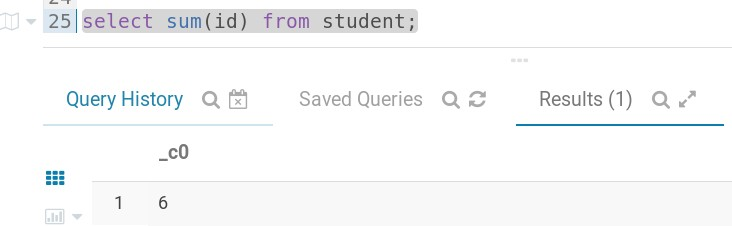 24
25 select sum(id) from student;
Query History Saved Queries Results (1)
_c0
1 6